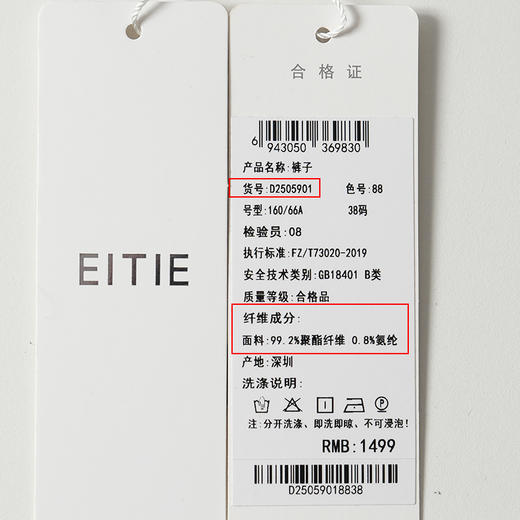 EITIE
合格证
6 943050 369830
产品名称:裤子
货号:D2505901 色号:88
号型:160/66A 38码
检验员:08
执行标准:FZ/T73020-2019
安全技术类别:GB18401 B类
质量等级:合格品
纤维成分:
面料:99.2%聚酯纤维 0.8%氨纶
产地:深圳
洗涤说明:
注:分开洗涤、即洗即晾、不可浸泡!
RMB:1499
D25059018838